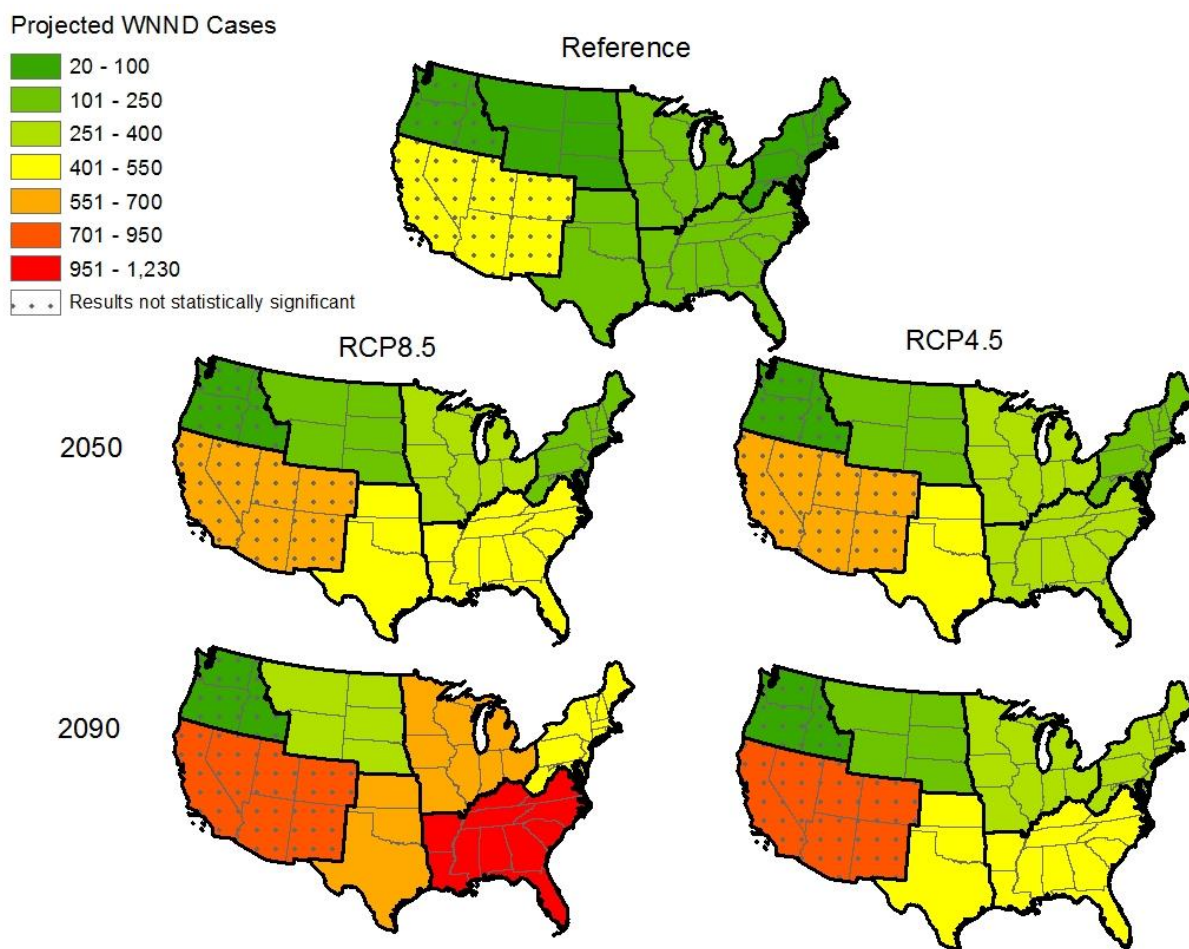 Projected WNND Cases
20 - 100
101 - 250
251 - 400
401 - 550
551 - 700
701 - 950
951 - 1,230
Results not statistically significant
Reference
RCP8.5
RCP4.5
2050
2090